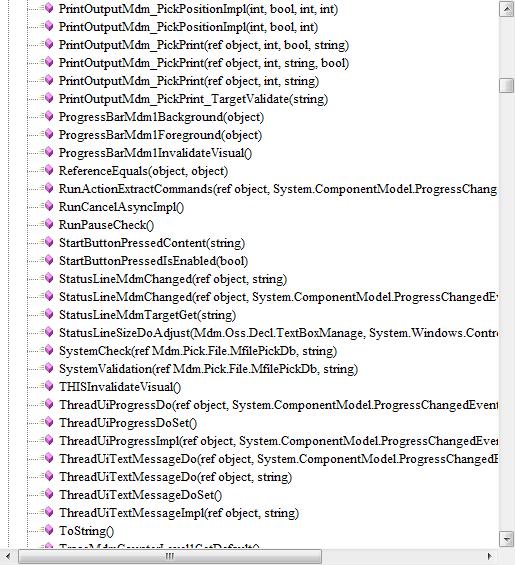 PrintOutputMdm_PickPositionImpl(int, bool, int, int)
PrintOutputMdm_PickPositionImpl(int, bool, int)
PrintOutputMdm_PickPrint(ref object, int, bool, string)
PrintOutputMdm_PickPrint(ref object, int, string, bool)
PrintOutputMdm_PickPrint(ref object, int, string)
PrintOutputMdm_PickPrint_TargetValidate(string)
ProgressBarMdm1Background(object)
ProgressBarMdm1Foreground(object)
ProgressBarMdm1InvalidateVisual()
ReferenceEquals(object, object)
RunActionExtractCommands(ref object, System.ComponentModel.ProgressChang
RunCancelAsyncImpl()
RunPauseCheck()
StartButtonPressedContent(string)
StartButtonPressedIsEnabled(bool)
StatusLineMdmChanged(ref object, string)
StatusLineMdmChanged(ref object, System.ComponentModel.ProgressChangedEv
StatusLineMdmTargetGet(string)
StatusLineSizeDoAdjust(Mdm.Oss.Decl.TextBoxManage, System.Windows.Contr
SystemCheck(ref Mdm.Pick.File.MfilePickDb, string)
SystemValidation(ref Mdm.Pick.File.MfilePickDb, string)
THISInvalidateVisual()
ThreadUiProgressDo(ref object, System.ComponentModel.ProgressChangedEvent
ThreadUiProgressDoSet()
ThreadUiProgressImpl(ref object, System.ComponentModel.ProgressChangedEve
ThreadUiTextMessageDo(ref object, System.ComponentModel.ProgressChangedE
ThreadUiTextMessageDo(ref object, string)
ThreadUiTextMessageDoSet()
ThreadUiTextMessageImpl(ref object, string)
ToString()